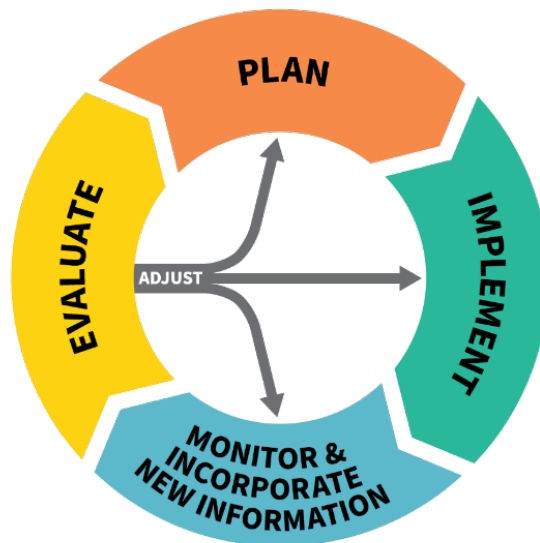 PLAN
IMPLEMENT
MONITOR &
INCORPORATE
NEW INFORMATION
EVALUATE
ADJUST